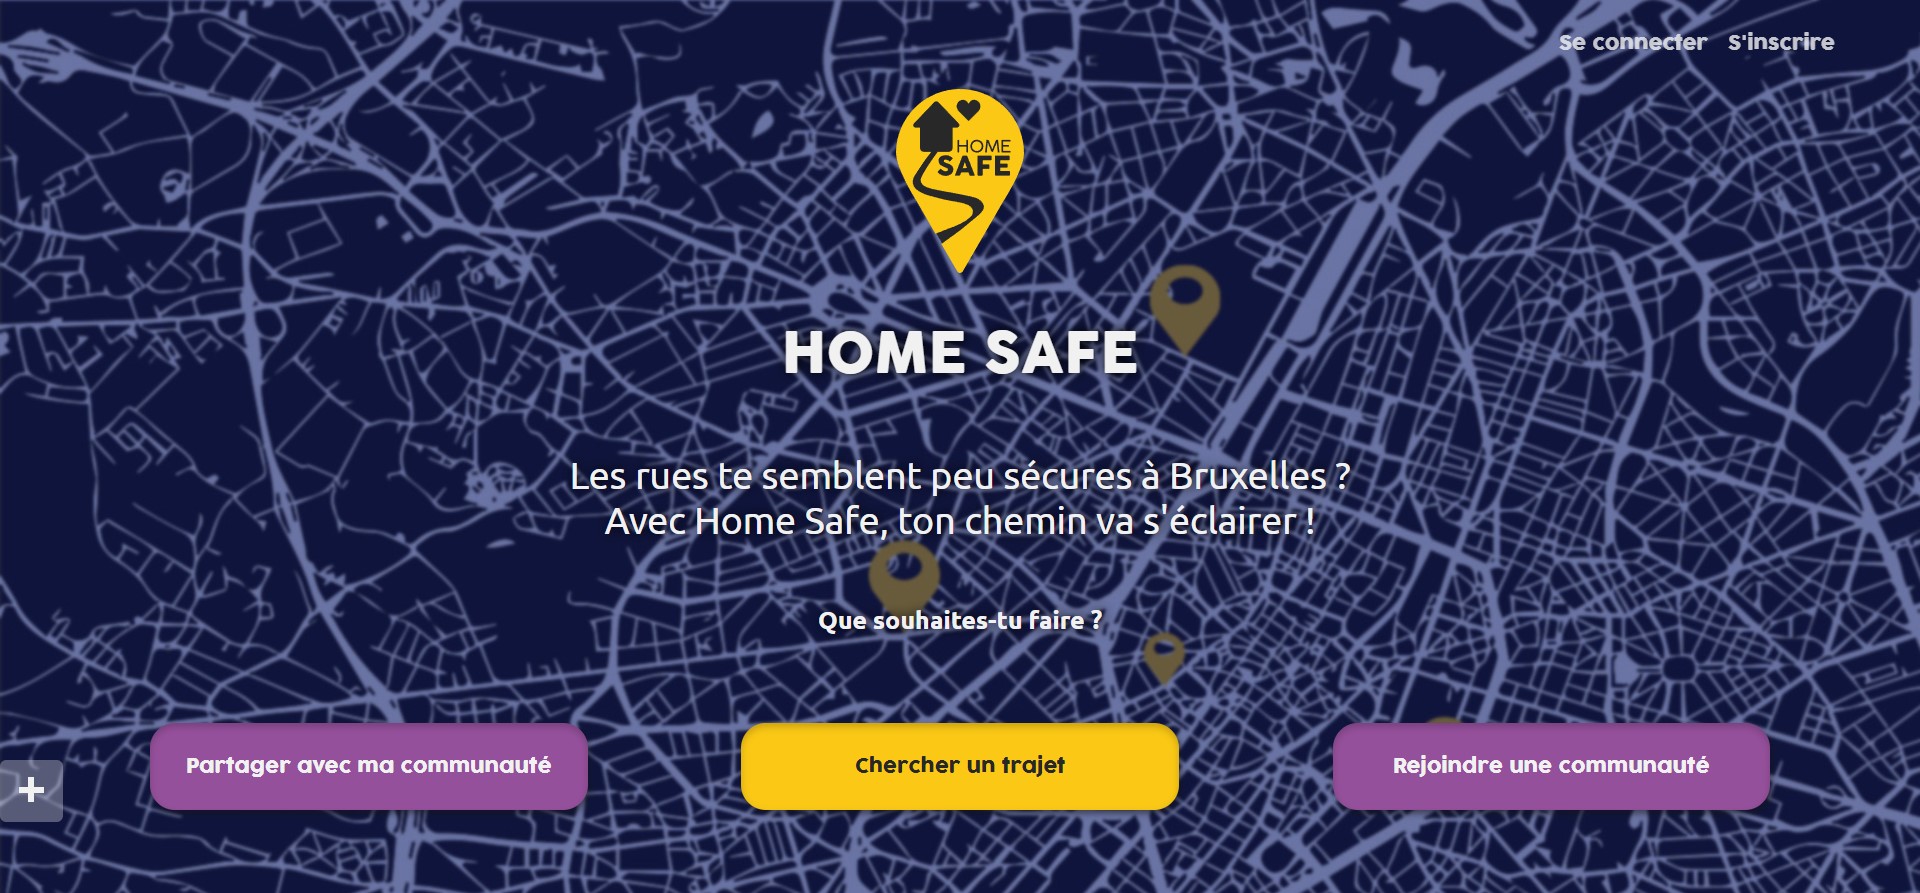 Se connecter S'inscrire
HOME
SAFE
HOME SAFE
Les rues te semblent peu sécures à Bruxelles ?
Avec Home Safe, ton chemin va s'éclairer !
Que souhaites-tu faire ?
Partager avec ma communauté
Chercher un trajet
Rejoindre une communauté
+